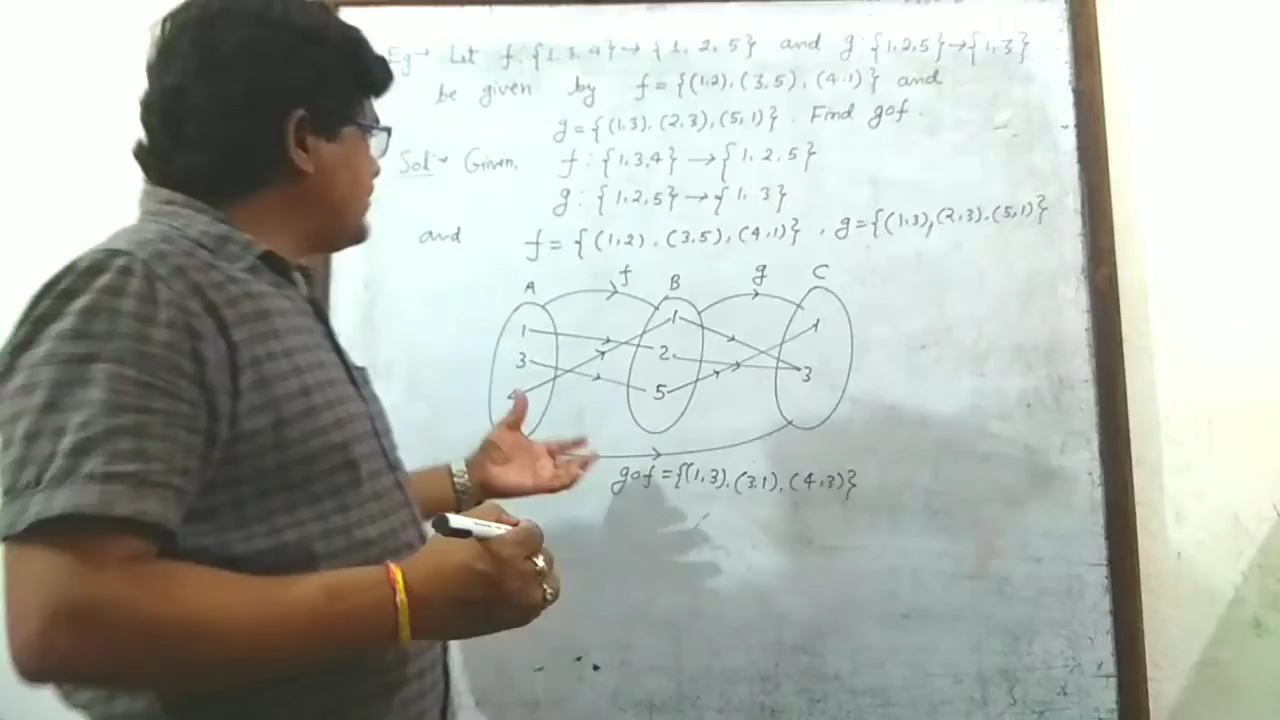 Eg → Let f : {1, 3, 4} → {1, 2, 5} and g : {1, 2, 5} → {1, 3}
be given by f = {(1,2), (3,5), (4,1)} and
g = {(1,3), (2,3), (5,1)}. Find gof.
Solⁿ → Given, f : {1,3,4} → {1, 2, 5}
g : {1,2,5} → {1, 3}
and f = {(1,2), (3,5), (4,1)}, g = {(1,3), (2,3), (5,1)}
A f B g C
1 1 1
3 2 3
4 5
gof = {(1,3), (3,1), (4,3)}